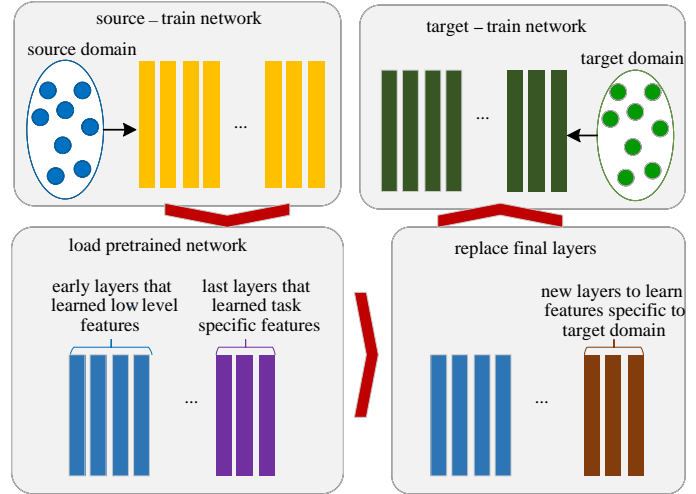 source – train network
source domain
...
target – train network
target domain
...
load pretrained network
early layers that
learned low level
features
last layers that
learned task
specific features
...
replace final layers
new layers to learn
features specific to
target domain
...